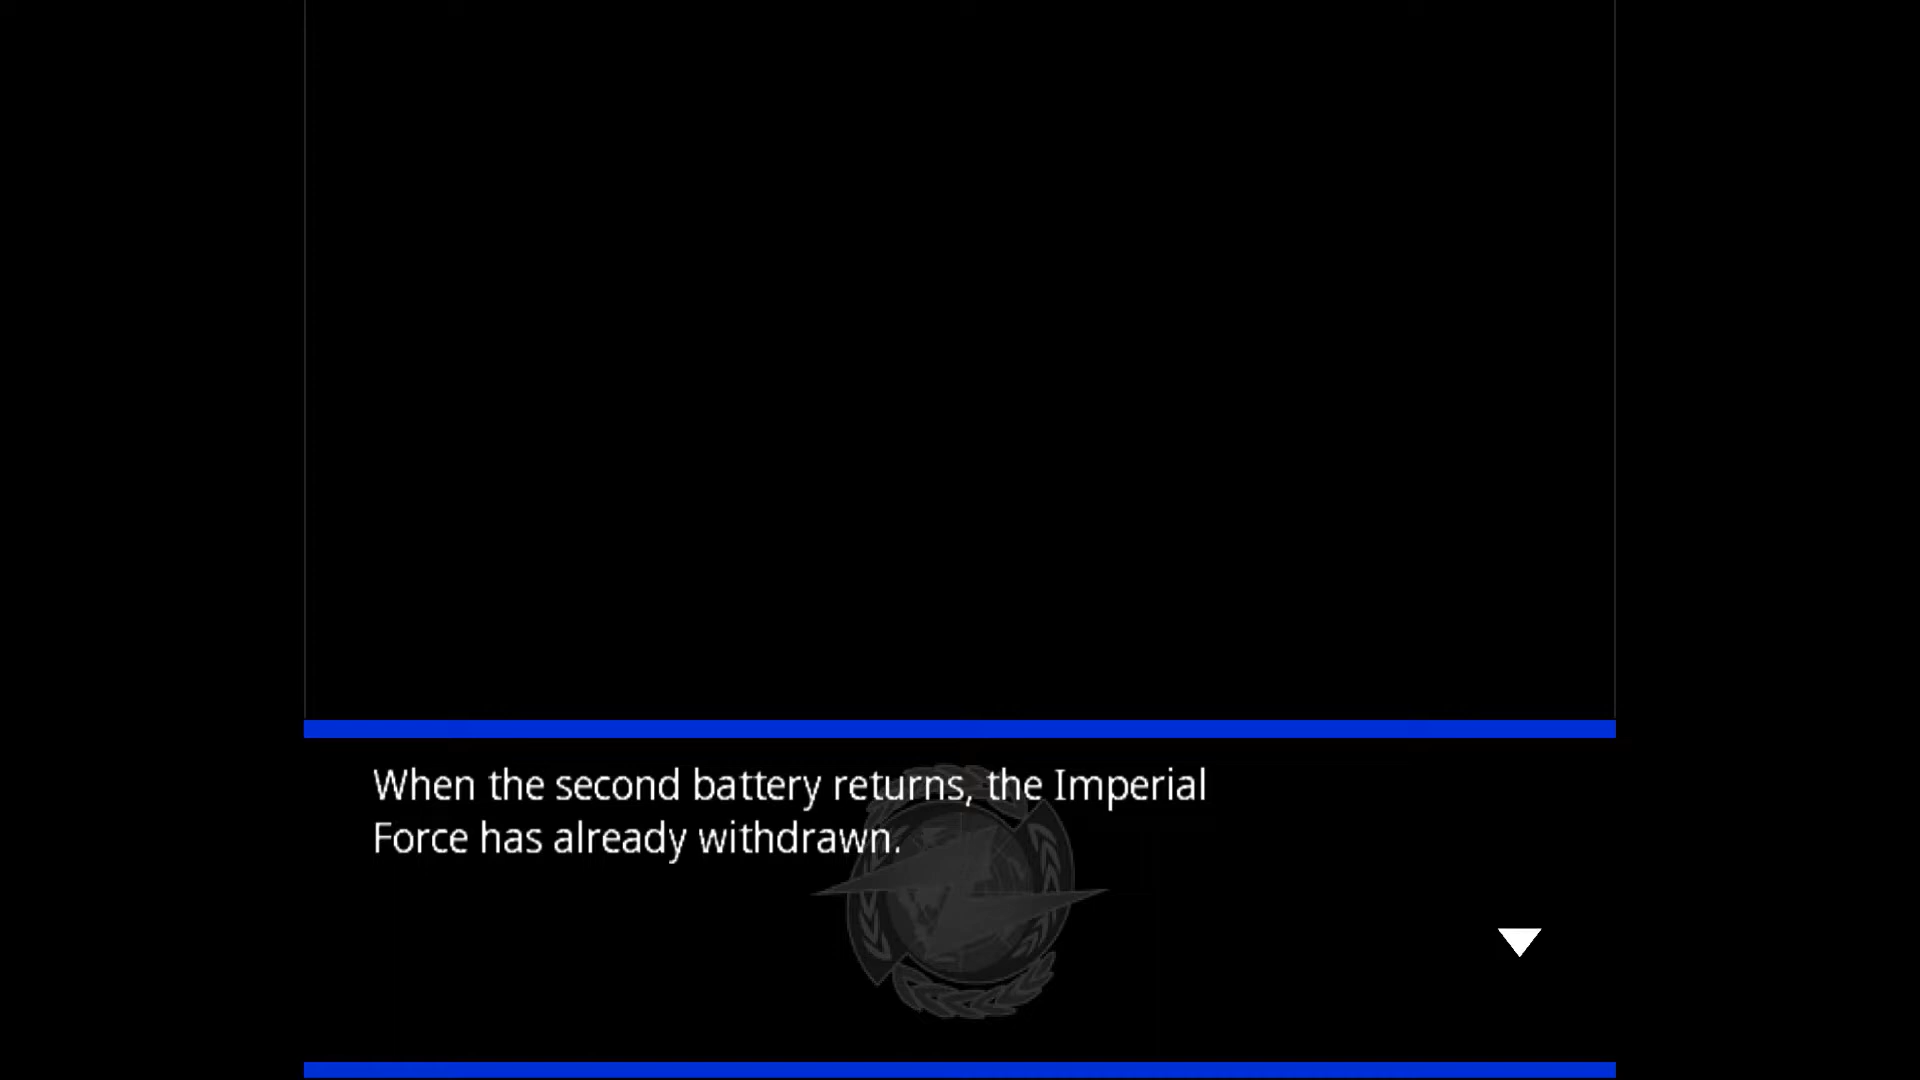 When the second battery returns, the Imperial
Force has already withdrawn.